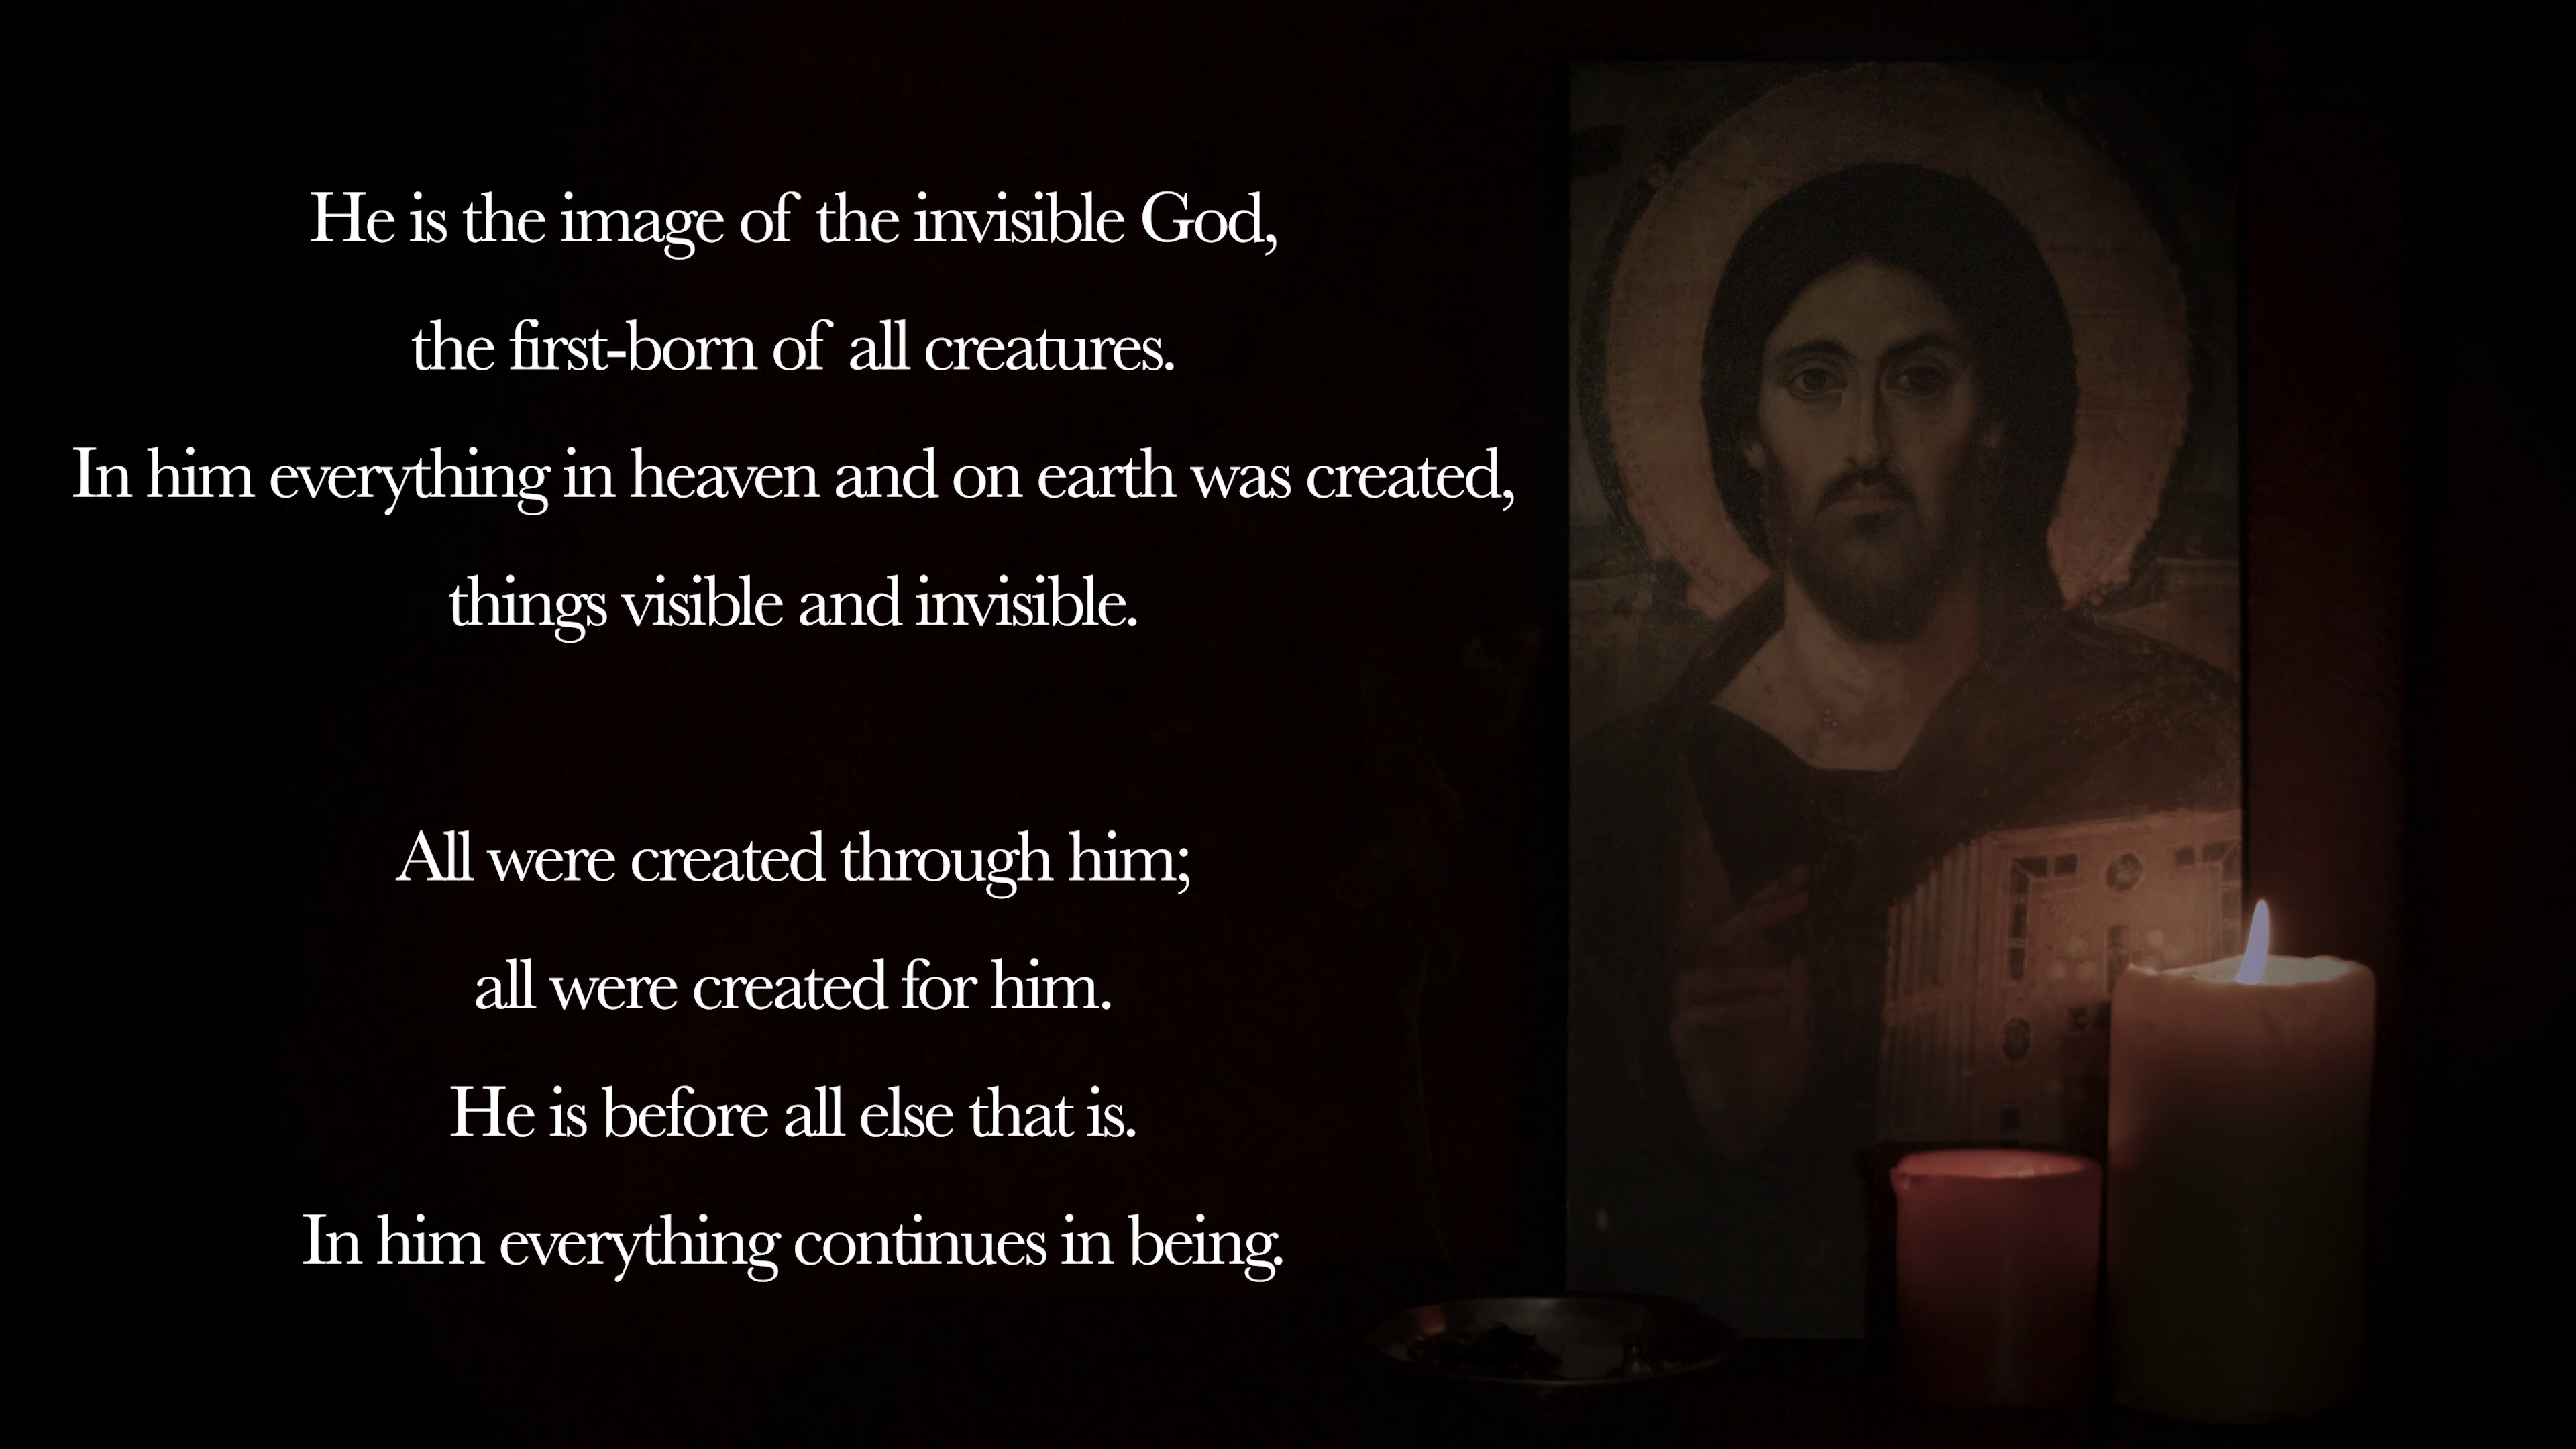 He is the image of the invisible God,
the first-born of all creatures.
In him everything in heaven and on earth was created,
things visible and invisible.
All were created through him;
all were created for him.
He is before all else that is.
In him everything continues in being.